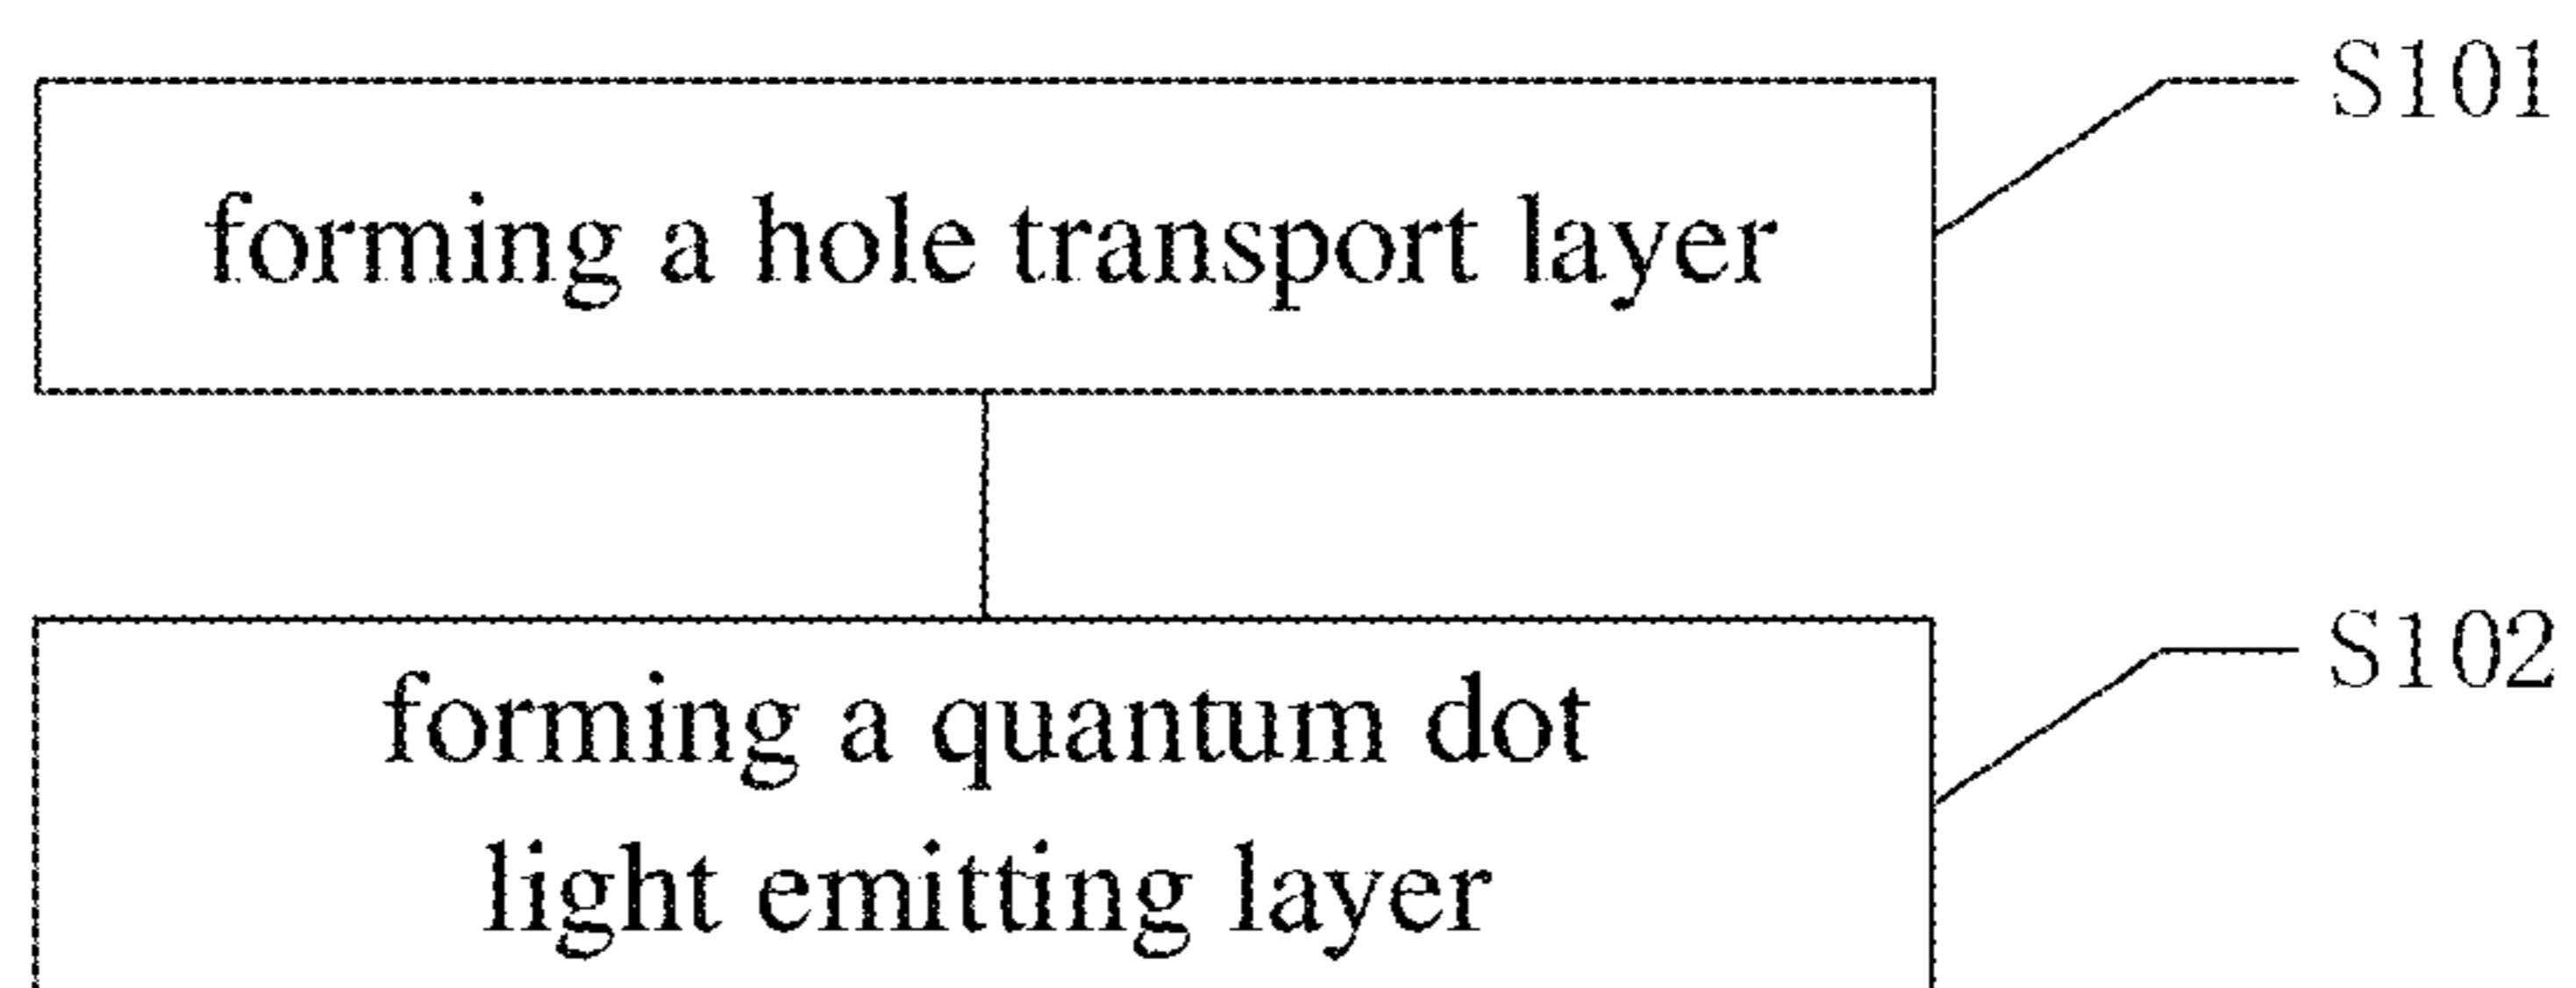 S101
forming a hole transport layer
S102
forming a quantum dot
light emitting layer